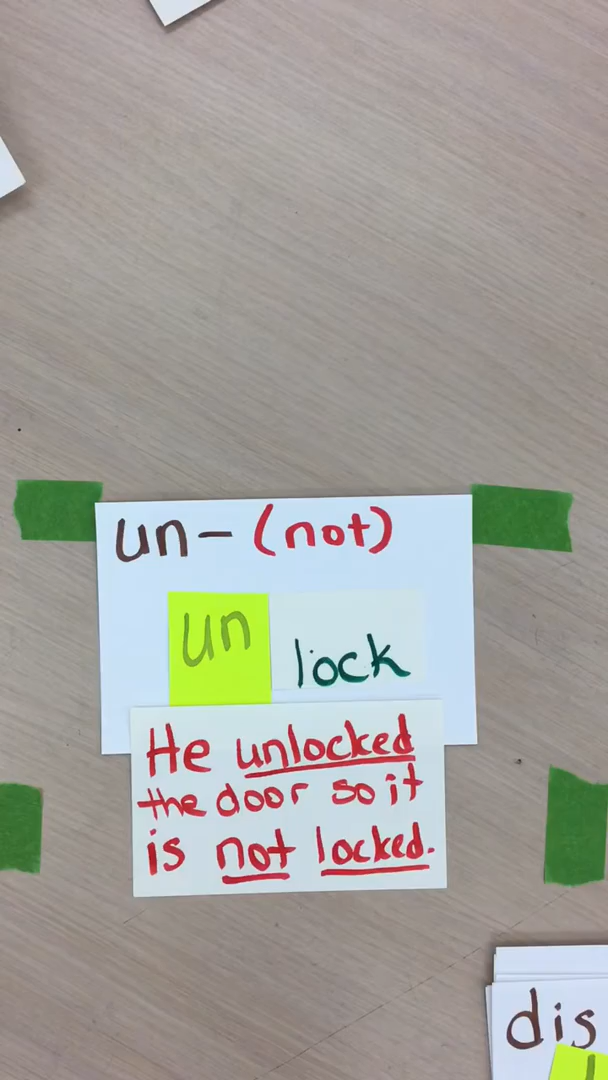 un- (not)
un lock
He unlocked
the door so it
is not locked.
dis